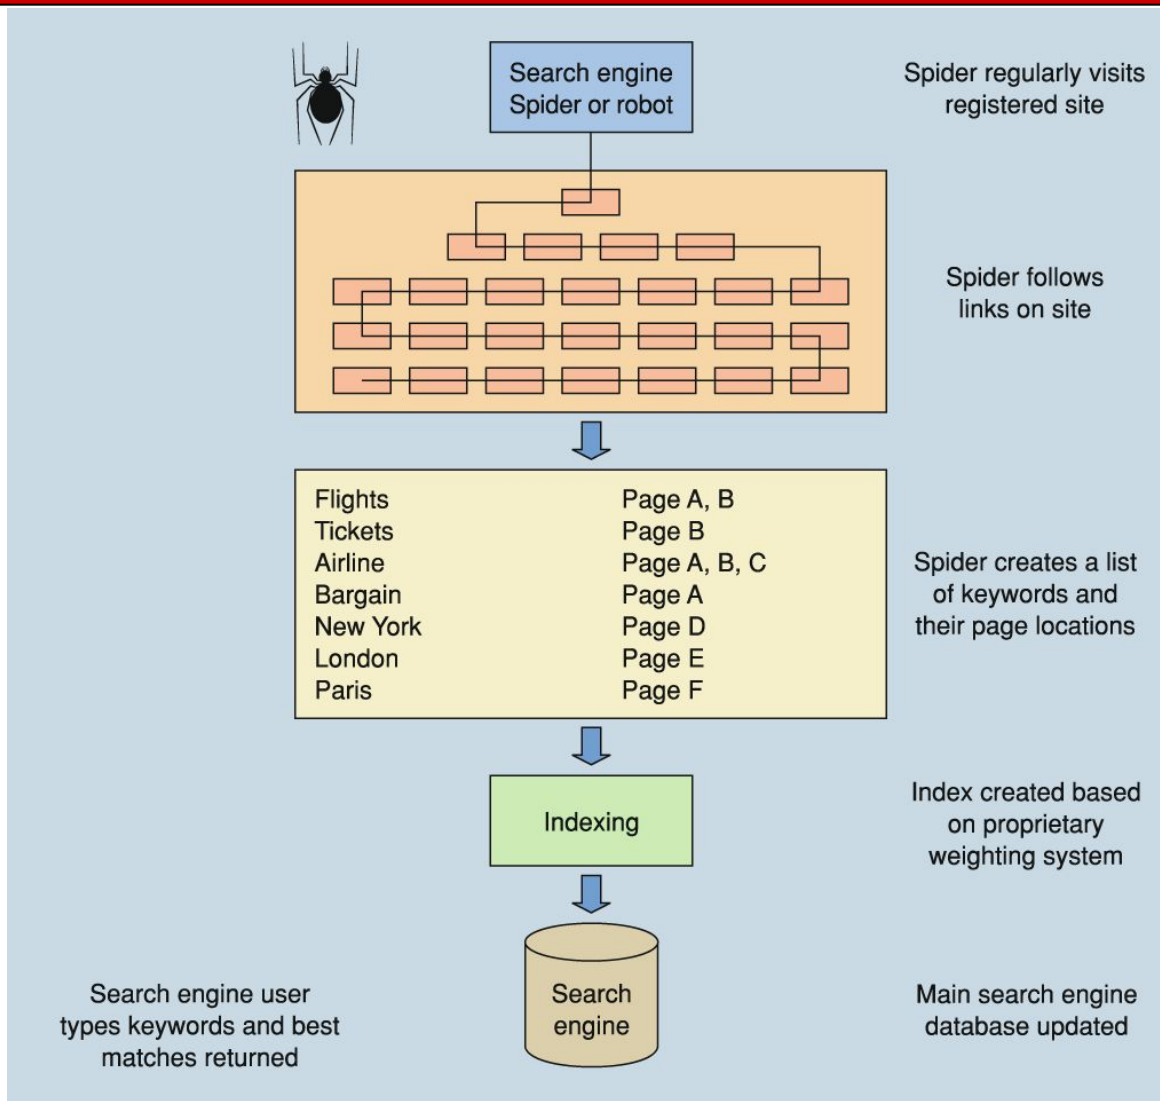 Search engine
Spider or robot
Spider regularly visits
registered site
Spider follows
links on site
Flights Page A, B
Tickets Page B
Airline Page A, B, C
Bargain Page A
New York Page D
London Page E
Paris Page F
Spider creates a list
of keywords and
their page locations
Indexing
Index created based
on proprietary
weighting system
Search engine user
types keywords and best
matches returned
Search
engine
Main search engine
database updated